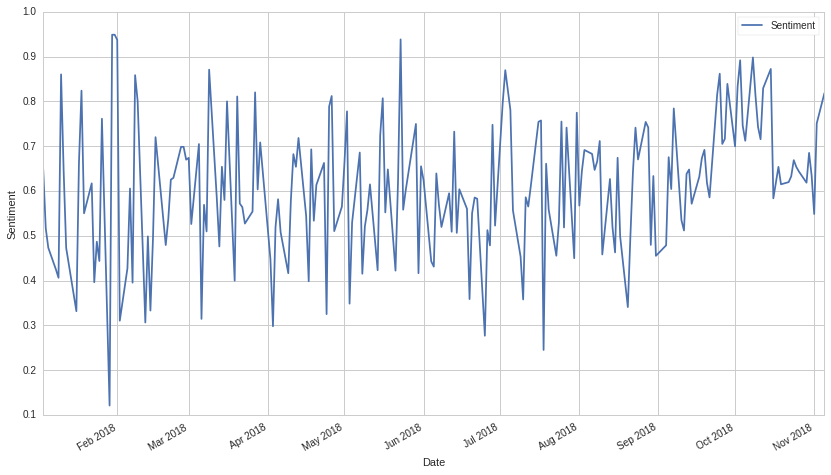 1.0
Sentiment
0.9
0.8
0.7
0.6
Sentiment
0.5
0.4
0.3
0.2
0.1
Feb 2018
Mar 2018
Apr 2018
May 2018
Jun 2018
Jul 2018
Aug 2018
Sep 2018
Oct 2018
Nov 2018
Date